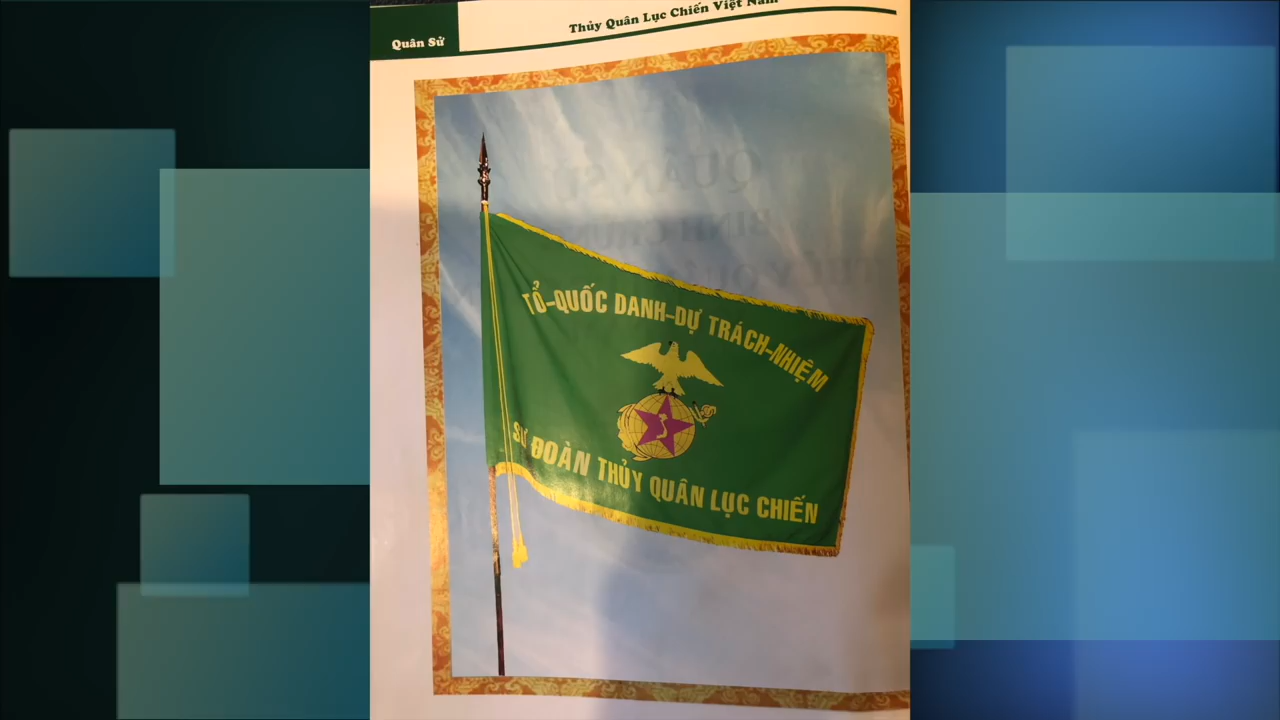 Quân Sử
Thủy Quân Lục Chiến Việt Nam
TỔ-QUỐC DANH-DỰ TRÁCH-NHIỆM
SƯ ĐOÀN THỦY QUÂN LỤC CHIẾN